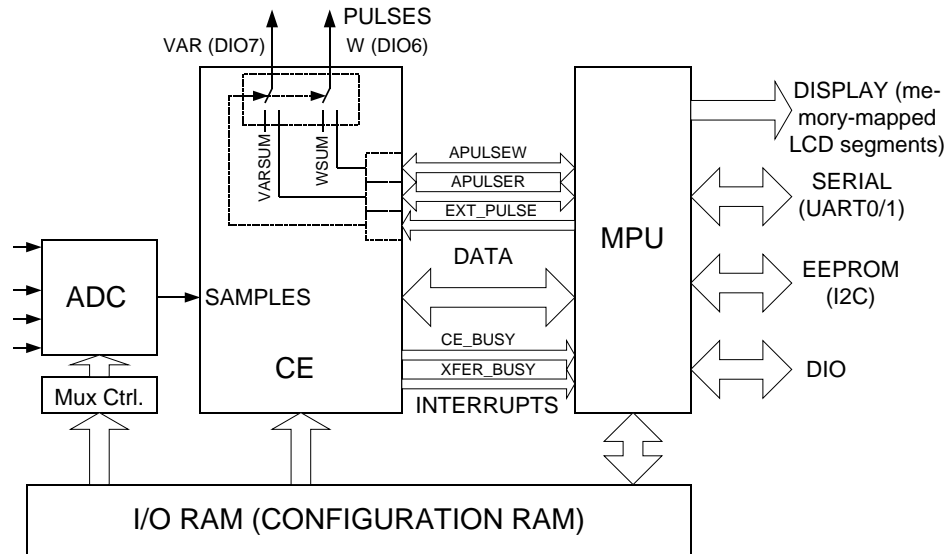 PULSES
VAR (DIO7)
W (DIO6)
VARSUM
WSUM
APULSEW
APULSER
EXT_PULSE
DATA
SAMPLES
CE
CE_BUSY
XFER_BUSY
INTERRUPTS
ADC
Mux Ctrl.
MPU
DISPLAY (me-
mory-mapped
LCD segments)
SERIAL
(UART0/1)
EEPROM
(I2C)
DIO
I/O RAM (CONFIGURATION RAM)